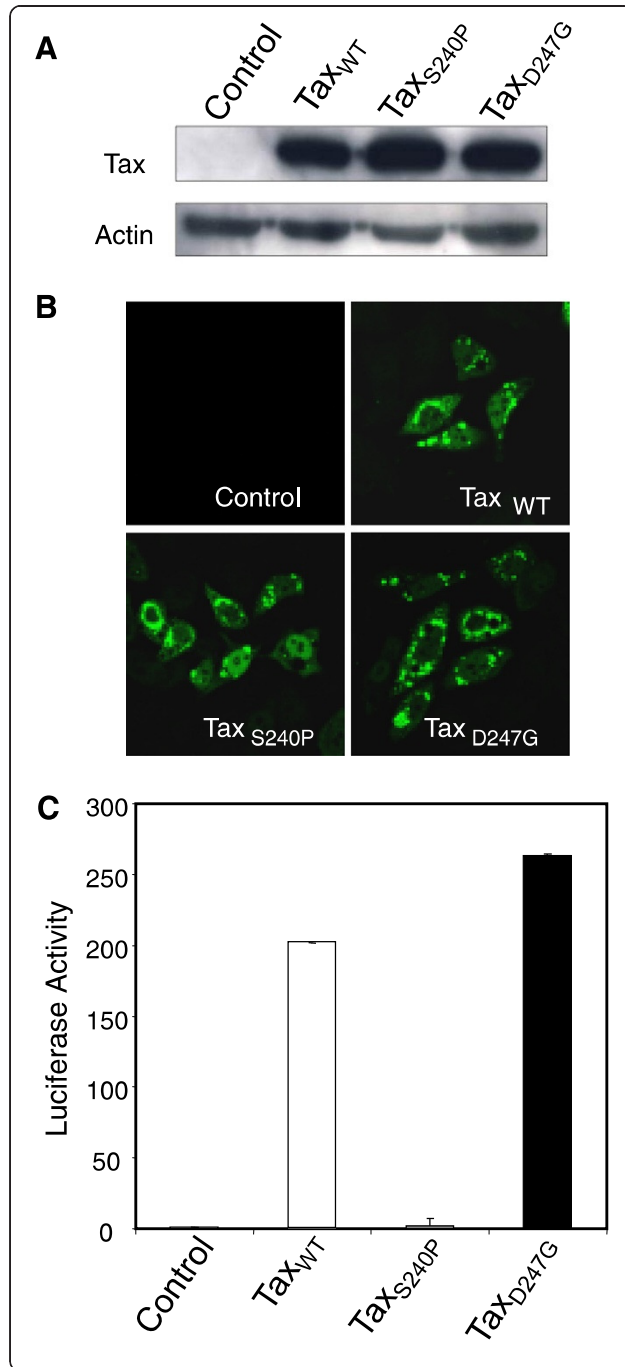 A
Control
TaxWT
TaxS240P
TaxD247G
Tax
Actin
B
Control
Tax WT
Tax S240P
Tax D247G
C
300
250
200
150
100
50
0
Luciferase Activity
Control
TaxWT
TaxS240P
TaxD247G